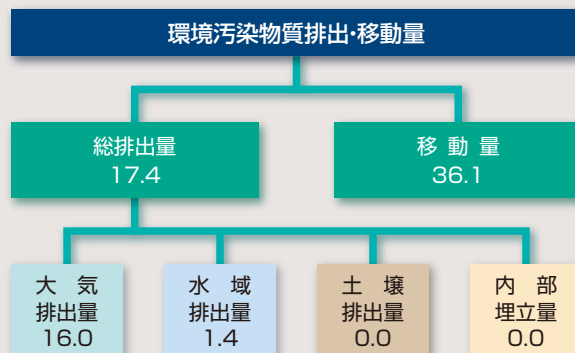 環境汚染物質排出・移動量
総排出量
17.4
移 動 量
36.1
大　気
排出量
16.0
水　域
排出量
1.4
土　壌
排出量
0.0
内　部
埋立量
0.0